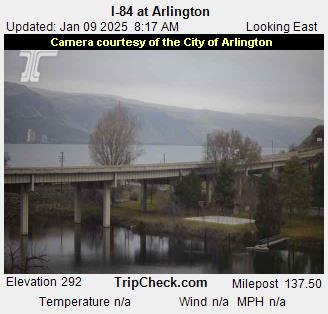 I-84 at Arlington
Updated: Jan 09 2025 8:17 AM Looking East
Camera courtesy of the City of Arlington
Elevation 292 TripCheck.com Milepost 137.50
Temperature n/a Wind n/a MPH n/a